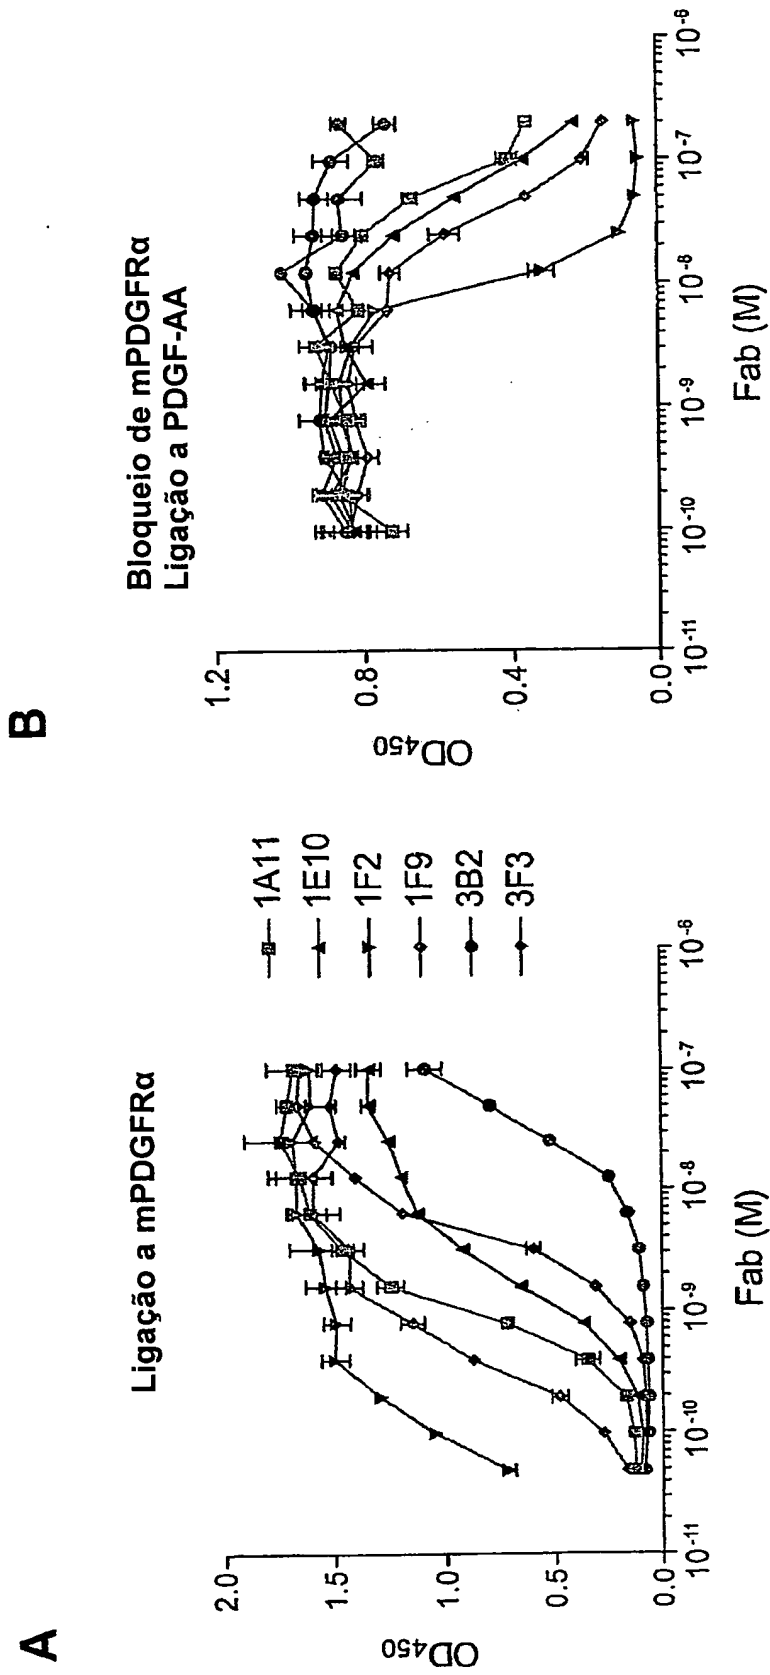 A
Ligação a mPDGFRα
OD450
2.0
1.5
1.0
0.5
0
10-11
10-10
10-9
10-8
10-7
10-6
Fab (M)
1A11
1E10
1F2
1F9
3B2
3F3
B
Bloqueio de mPDGFRα
Ligação a PDGF-AA
OD450
1.2
0.8
0.4
0.0
10-11
10-10
10-9
10-8
10-7
10-6
Fab (M)